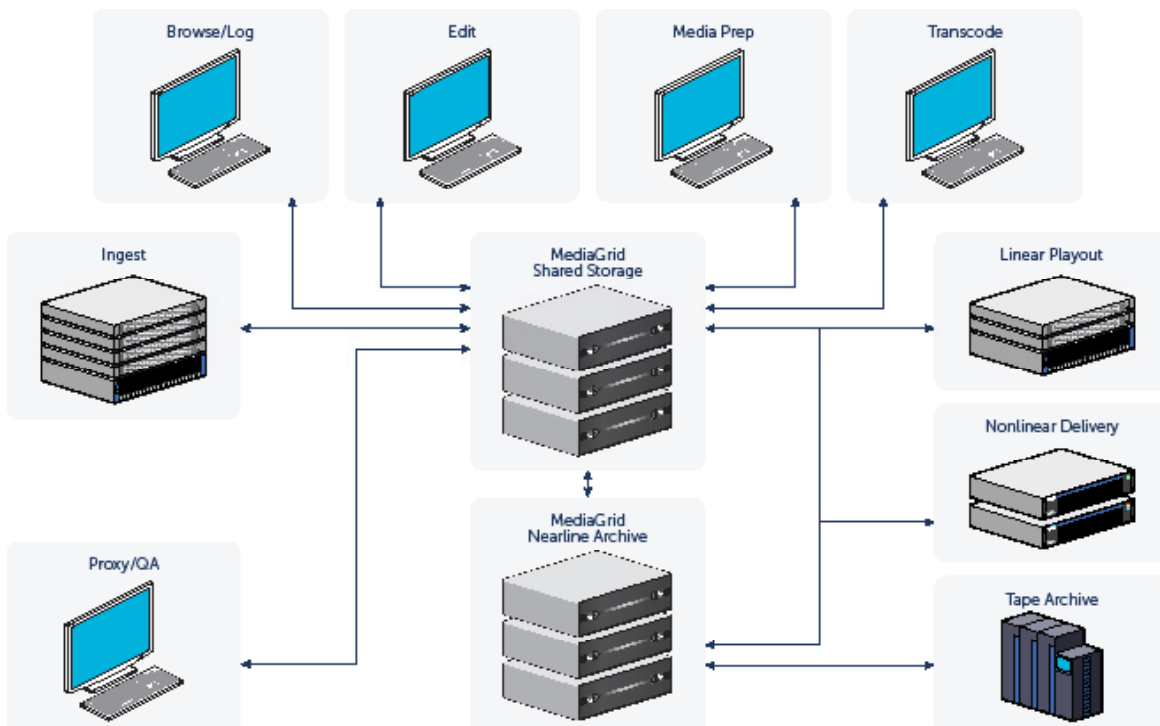 Browse/Log
Edit
Media Prep
Transcode
Ingest
MediaGrid
Shared Storage
Linear Playout
Nonlinear Delivery
MediaGrid
Nearline Archive
Proxy/QA
Tape Archive